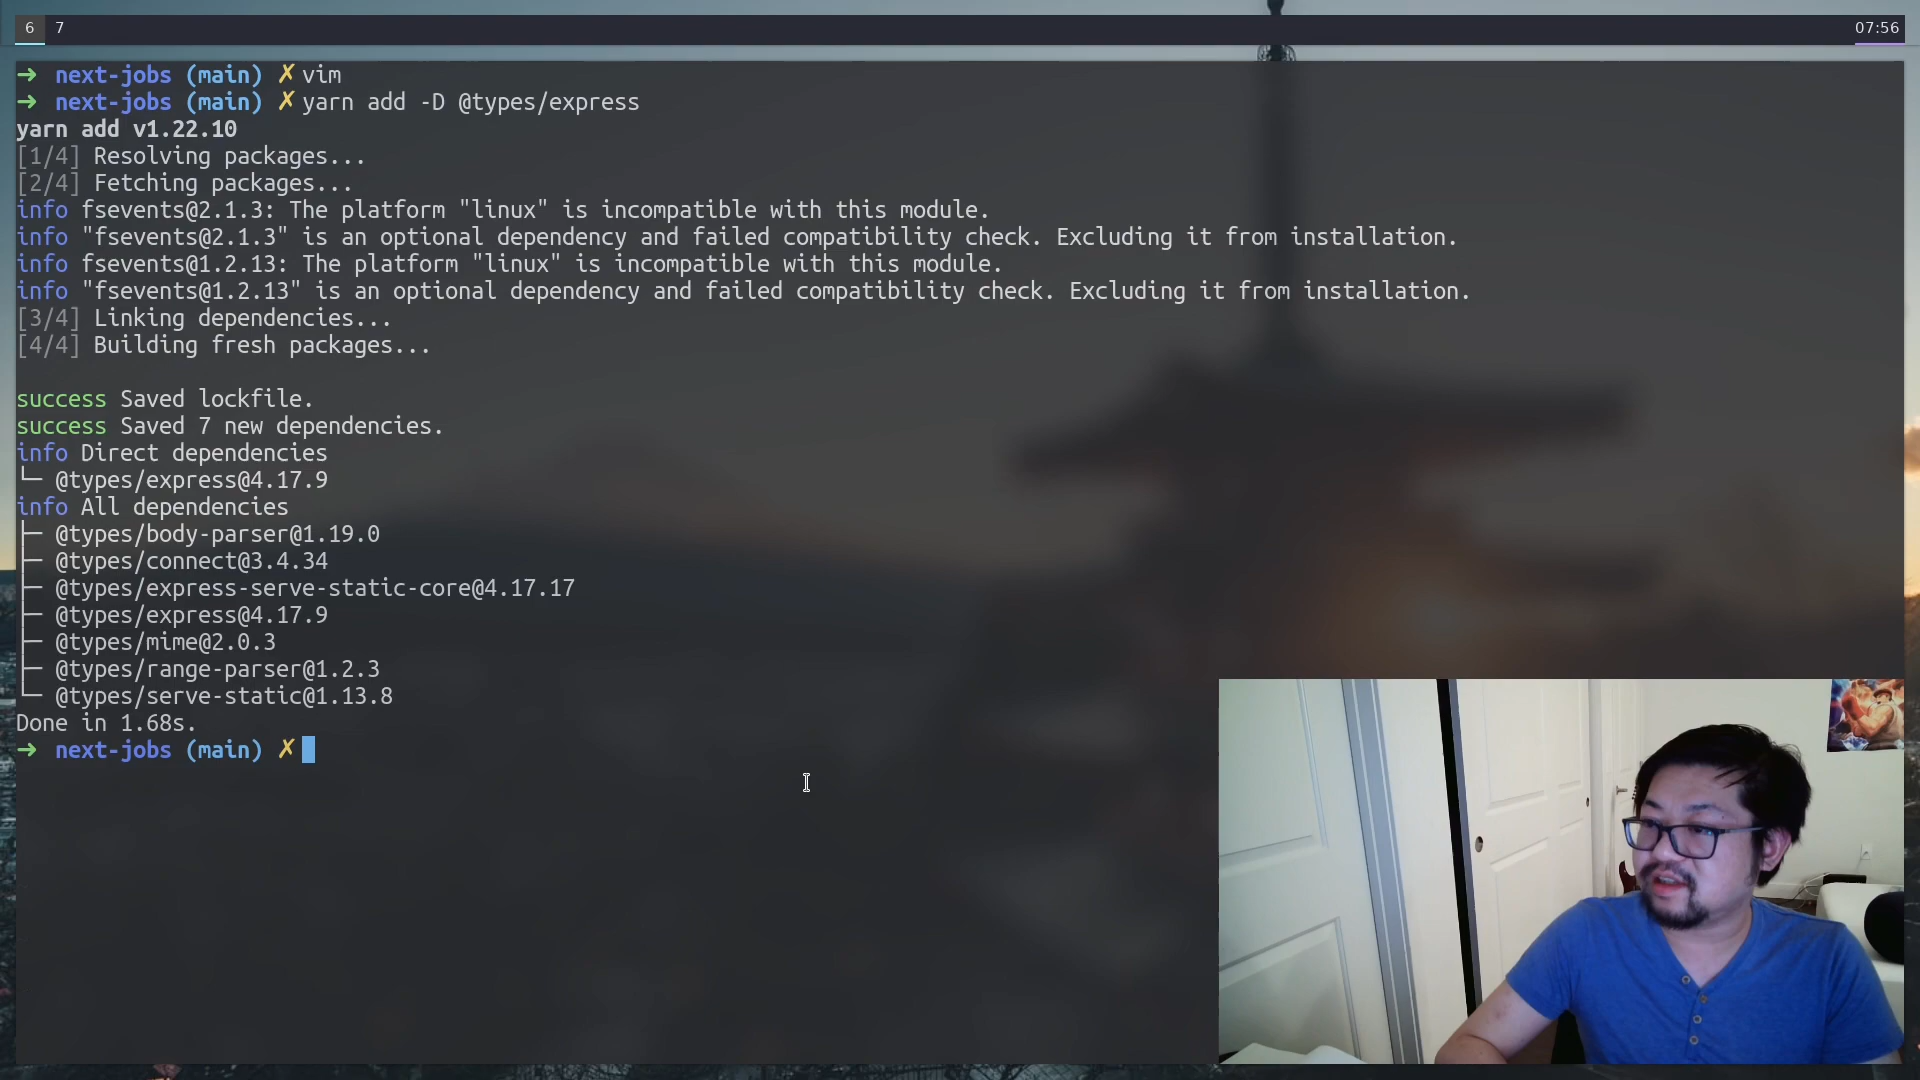 6 7 07:56
➜ next-jobs (main) ✗ vim
➜ next-jobs (main) ✗ yarn add -D @types/express
yarn add v1.22.10
[1/4] Resolving packages...
[2/4] Fetching packages...
info fsevents@2.1.3: The platform "linux" is incompatible with this module.
info "fsevents@2.1.3" is an optional dependency and failed compatibility check. Excluding it from installation.
info fsevents@1.2.13: The platform "linux" is incompatible with this module.
info "fsevents@1.2.13" is an optional dependency and failed compatibility check. Excluding it from installation.
[3/4] Linking dependencies...
[4/4] Building fresh packages...
success Saved lockfile.
success Saved 7 new dependencies.
info Direct dependencies
└─ @types/express@4.17.9
info All dependencies
├─ @types/body-parser@1.19.0
├─ @types/connect@3.4.34
├─ @types/express-serve-static-core@4.17.17
├─ @types/express@4.17.9
├─ @types/mime@2.0.3
├─ @types/range-parser@1.2.3
└─ @types/serve-static@1.13.8
Done in 1.68s.
➜ next-jobs (main) ✗